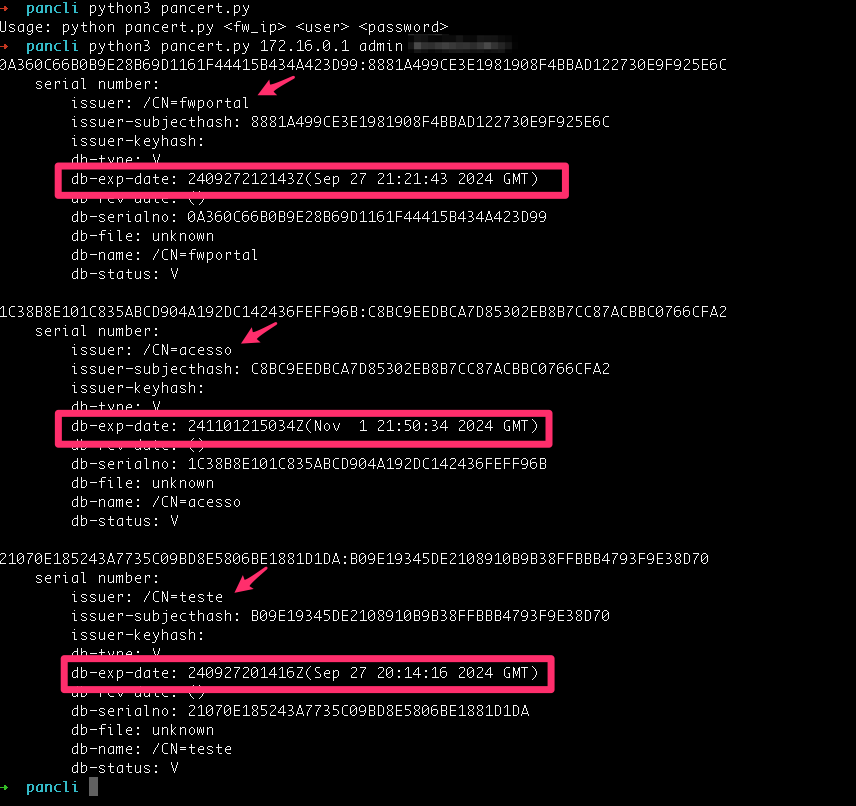 → pancli python3 pancert.py
Usage: python pancert.py <fw_ip> <user> <password>
→ pancli python3 pancert.py 172.16.0.1 admin
0A360C66B0B9E28B69D1161F44415B434A423D99:8881A499CE3E1981908F4BBAD122730E9F925E6C
serial number:
issuer: /CN=fwportal
issuer-subjecthash: 8881A499CE3E1981908F4BBAD122730E9F925E6C
issuer-keyhash:
db-type: V
db-exp-date: 240927212143Z(Sep 27 21:21:43 2024 GMT)
db-rev-date: ()
db-serialno: 0A360C66B0B9E28B69D1161F44415B434A423D99
db-file: unknown
db-name: /CN=fwportal
db-status: V
1C38B8E101C835ABCD904A192DC142436FEFF96B:C8BC9EEDBCA7D85302EB8B7CC87ACBBC0766CFA2
serial number:
issuer: /CN=acesso
issuer-subjecthash: C8BC9EEDBCA7D85302EB8B7CC87ACBBC0766CFA2
issuer-keyhash:
db-type: V
db-exp-date: 241101215034Z(Nov  1 21:50:34 2024 GMT)
db-rev-date: ()
db-serialno: 1C38B8E101C835ABCD904A192DC142436FEFF96B
db-file: unknown
db-name: /CN=acesso
db-status: V
21070E185243A7735C09BD8E5806BE1881D1DA:B09E19345DE2108910B9B38FFBBB4793F9E38D70
serial number:
issuer: /CN=teste
issuer-subjecthash: B09E19345DE2108910B9B38FFBBB4793F9E38D70
issuer-keyhash:
db-type: V
db-exp-date: 240927201416Z(Sep 27 20:14:16 2024 GMT)
db-rev-date: ()
db-serialno: 21070E185243A7735C09BD8E5806BE1881D1DA
db-file: unknown
db-name: /CN=teste
db-status: V
→ pancli